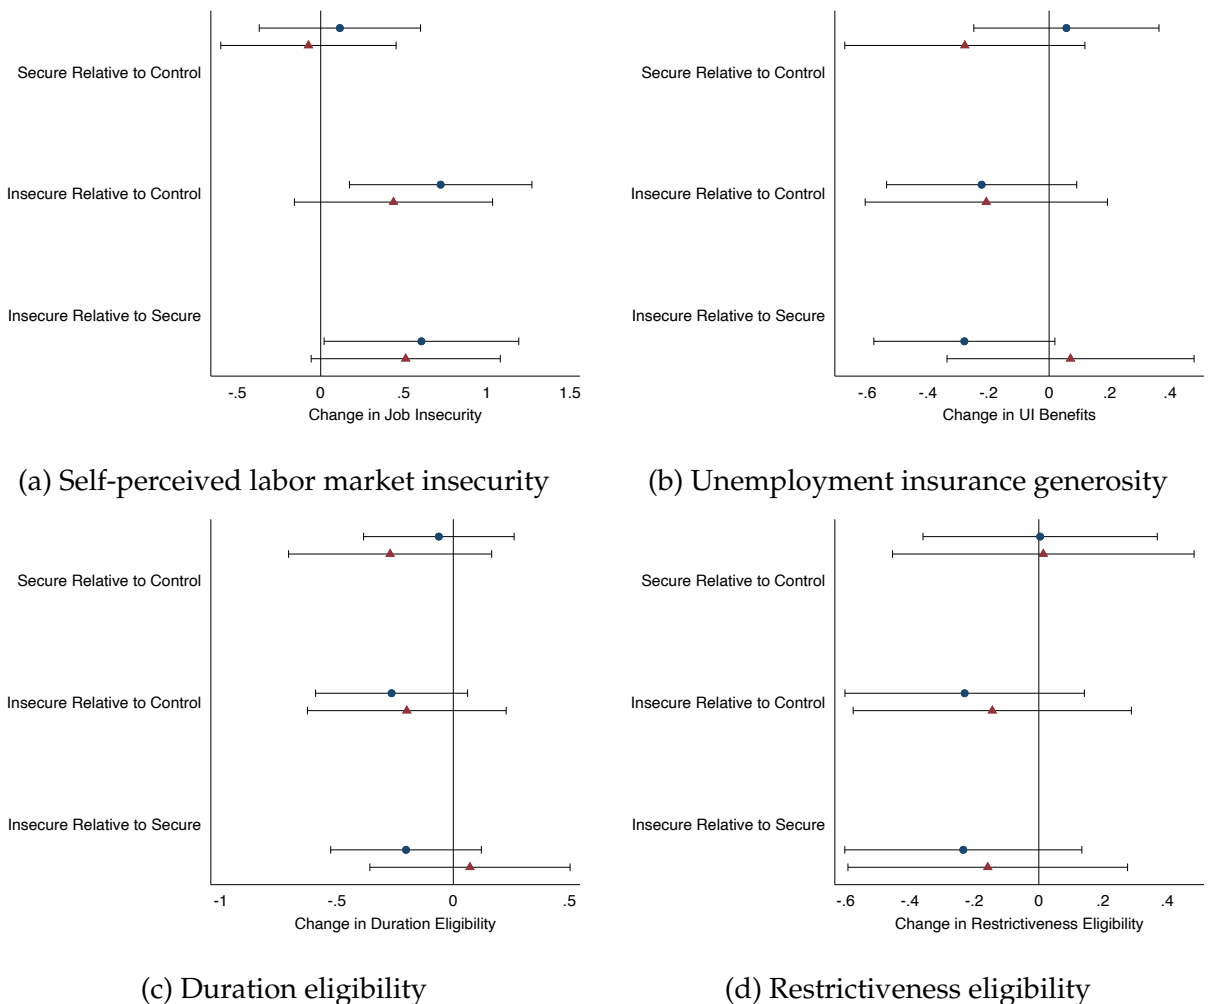 Secure Relative to Control
Insecure Relative to Control
Insecure Relative to Secure
-.5 0 .5 1 1.5
Change in Job Insecurity
(a) Self-perceived labor market insecurity
Secure Relative to Control
Insecure Relative to Control
Insecure Relative to Secure
-.6 -.4 -.2 0 .2 .4
Change in UI Benefits
(b) Unemployment insurance generosity
Secure Relative to Control
Insecure Relative to Control
Insecure Relative to Secure
-1 -.5 0 .5
Change in Duration Eligibility
(c) Duration eligibility
Secure Relative to Control
Insecure Relative to Control
Insecure Relative to Secure
-.6 -.4 -.2 0 .2 .4
Change in Restrictiveness Eligibility
(d) Restrictiveness eligibility